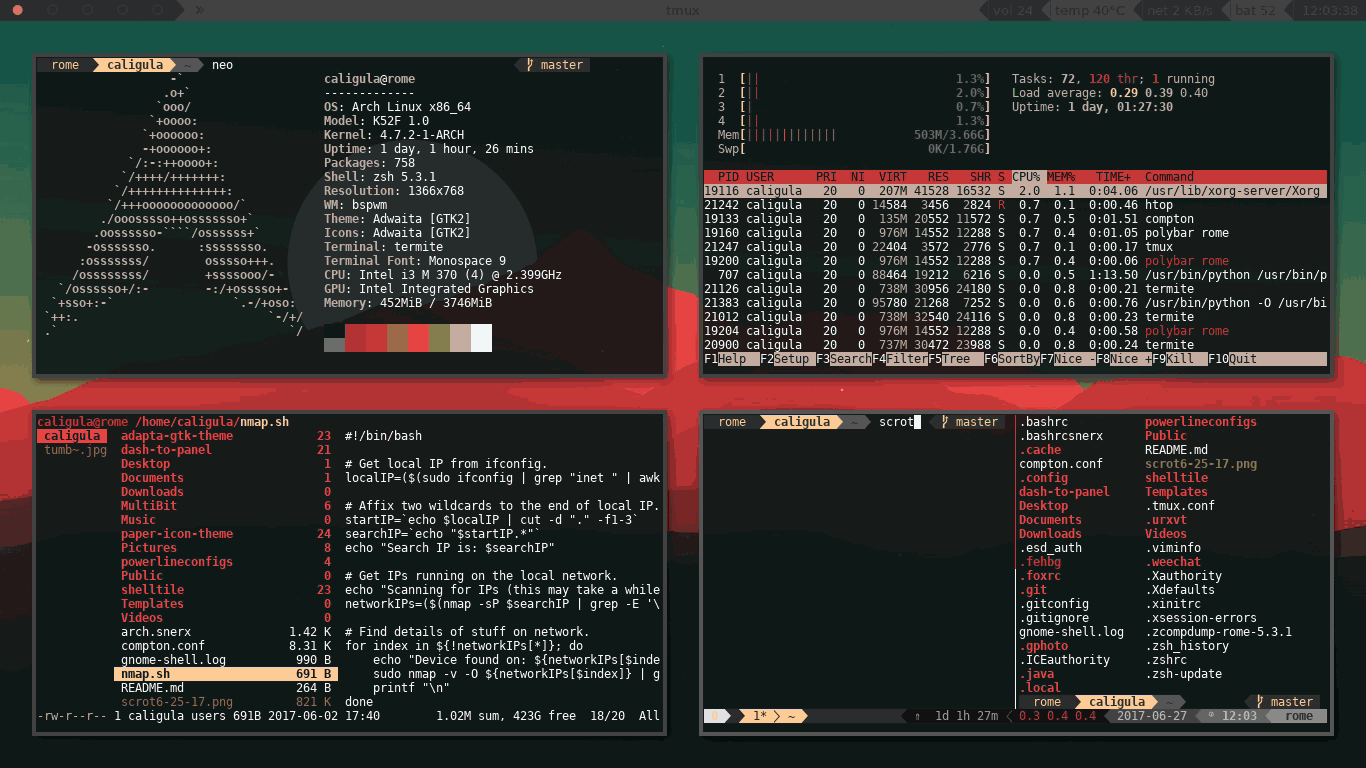 » tmux vol 24 temp 40°C net 2 KB/s bat 52 12:03:38
rome caligula ~ neo master
-`
.o+`
`ooo/
`+oooo:
`+oooooo:
-+oooooo+:
`/:-:++oooo+:
`/++++/+++++++:
`/++++++++++++++:
`/+++ooooooooooooo/`
./ooosssso++osssssso+`
.oossssso-````/ossssss+`
-osssssso. :ssssssso.
:osssssss/ osssso+++.
/ossssssss/ +ssssooo/-
`/ossssso+/:- -:/+osssso+-
`+sso+:-` `.-/+oso:
`++:. `-/+/
.` `/
caligula@rome
-------------
OS: Arch Linux x86_64
Model: K52F 1.0
Kernel: 4.7.2-1-ARCH
Uptime: 1 day, 1 hour, 26 mins
Packages: 758
Shell: zsh 5.3.1
Resolution: 1366x768
WM: bspwm
Theme: Adwaita [GTK2]
Icons: Adwaita [GTK2]
Terminal: termite
Terminal Font: Monospace 9
CPU: Intel i3 M 370 (4) @ 2.399GHz
GPU: Intel Integrated Graphics
Memory: 452MiB / 3746MiB
1 [|| 1.3%] Tasks: 72, 120 thr; 1 running
2 [|| 2.0%] Load average: 0.29 0.39 0.40
3 [| 0.7%] Uptime: 1 day, 01:27:30
4 [|| 1.3%]
Mem[||||||||||||| 503M/3.66G]
Swp[ 0K/1.76G]
PID USER PRI NI VIRT RES SHR S CPU% MEM% TIME+ Command
19116 caligula 20 0 207M 41528 16532 S 2.0 1.1 0:04.06 /usr/lib/xorg-server/Xorg
21242 caligula 20 0 14584 3456 2824 R 0.7 0.1 0:00.46 htop
19133 caligula 20 0 135M 20552 11572 S 0.7 0.5 0:01.51 compton
19160 caligula 20 0 976M 14552 12288 S 0.7 0.4 0:01.05 polybar rome
21247 caligula 20 0 22404 3572 2776 S 0.7 0.1 0:00.17 tmux
19200 caligula 20 0 976M 14552 12288 S 0.7 0.4 0:00.06 polybar rome
707 caligula 20 0 88464 19212 6216 S 0.0 0.5 1:13.50 /usr/bin/python /usr/bin/p
21126 caligula 20 0 738M 30956 24180 S 0.0 0.8 0:00.21 termite
21383 caligula 20 0 95780 21268 7252 S 0.0 0.6 0:00.76 /usr/bin/python -O /usr/bi
21012 caligula 20 0 738M 32540 24116 S 0.0 0.8 0:00.23 termite
19204 caligula 20 0 976M 14552 12288 S 0.0 0.4 0:00.58 polybar rome
20900 caligula 20 0 737M 30472 23988 S 0.0 0.8 0:00.24 termite
F1Help F2Setup F3SearchF4FilterF5Tree F6SortByF7Nice -F8Nice +F9Kill F10Quit
caligula@rome /home/caligula/nmap.sh
caligula adapta-gtk-theme 23 #!/bin/bash
tumb~.jpg dash-to-panel 21
Desktop 1 # Get local IP from ifconfig.
Documents 1 localIP=($(sudo ifconfig | grep "inet " | awk
Downloads 0
MultiBit 6 # Affix two wildcards to the end of local IP.
Music 0 startIP=`echo $localIP | cut -d "." -f1-3`
paper-icon-theme 24 searchIP=`echo "$startIP.*"`
Pictures 8 echo "Search IP is: $searchIP"
powerlineconfigs 4
Public 0 # Get IPs running on the local network.
shelltile 23 echo "Scanning for IPs (this may take a while
Templates 0 networkIPs=($(nmap -sP $searchIP | grep -E '\
Videos 0
arch.snerx 1.42 K # Find details of stuff on network.
compton.conf 8.31 K for index in ${!networkIPs[*]}; do
gnome-shell.log 990 B echo "Device found on: ${networkIPs[$inde
nmap.sh 691 B sudo nmap -v -O ${networkIPs[$index]} | g
README.md 264 B printf "\n"
scrot6-25-17.png 821 K done
-rw-r--r-- 1 caligula users 691B 2017-06-02 17:40 1.02M sum, 423G free 18/20 All
rome caligula ~ scrot master
.bashrc powerlineconfigs
.bashrcsnerx Public
.cache README.md
compton.conf scrot6-25-17.png
.config shelltile
dash-to-panel Templates
Desktop .tmux.conf
Documents .urxvt
Downloads Videos
.esd_auth .viminfo
.fehbg .weechat
.foxrc .Xauthority
.git .Xdefaults
.gitconfig .xinitrc
.gitignore .xsession-errors
gnome-shell.log .zcompdump-rome-5.3.1
.gphoto .zsh_history
.ICEauthority .zshrc
.java .zsh-update
.local
rome caligula ~ master
0 1* ~ ⇑ 1d 1h 27m 0.3 0.4 0.4 2017-06-27 12:03 rome